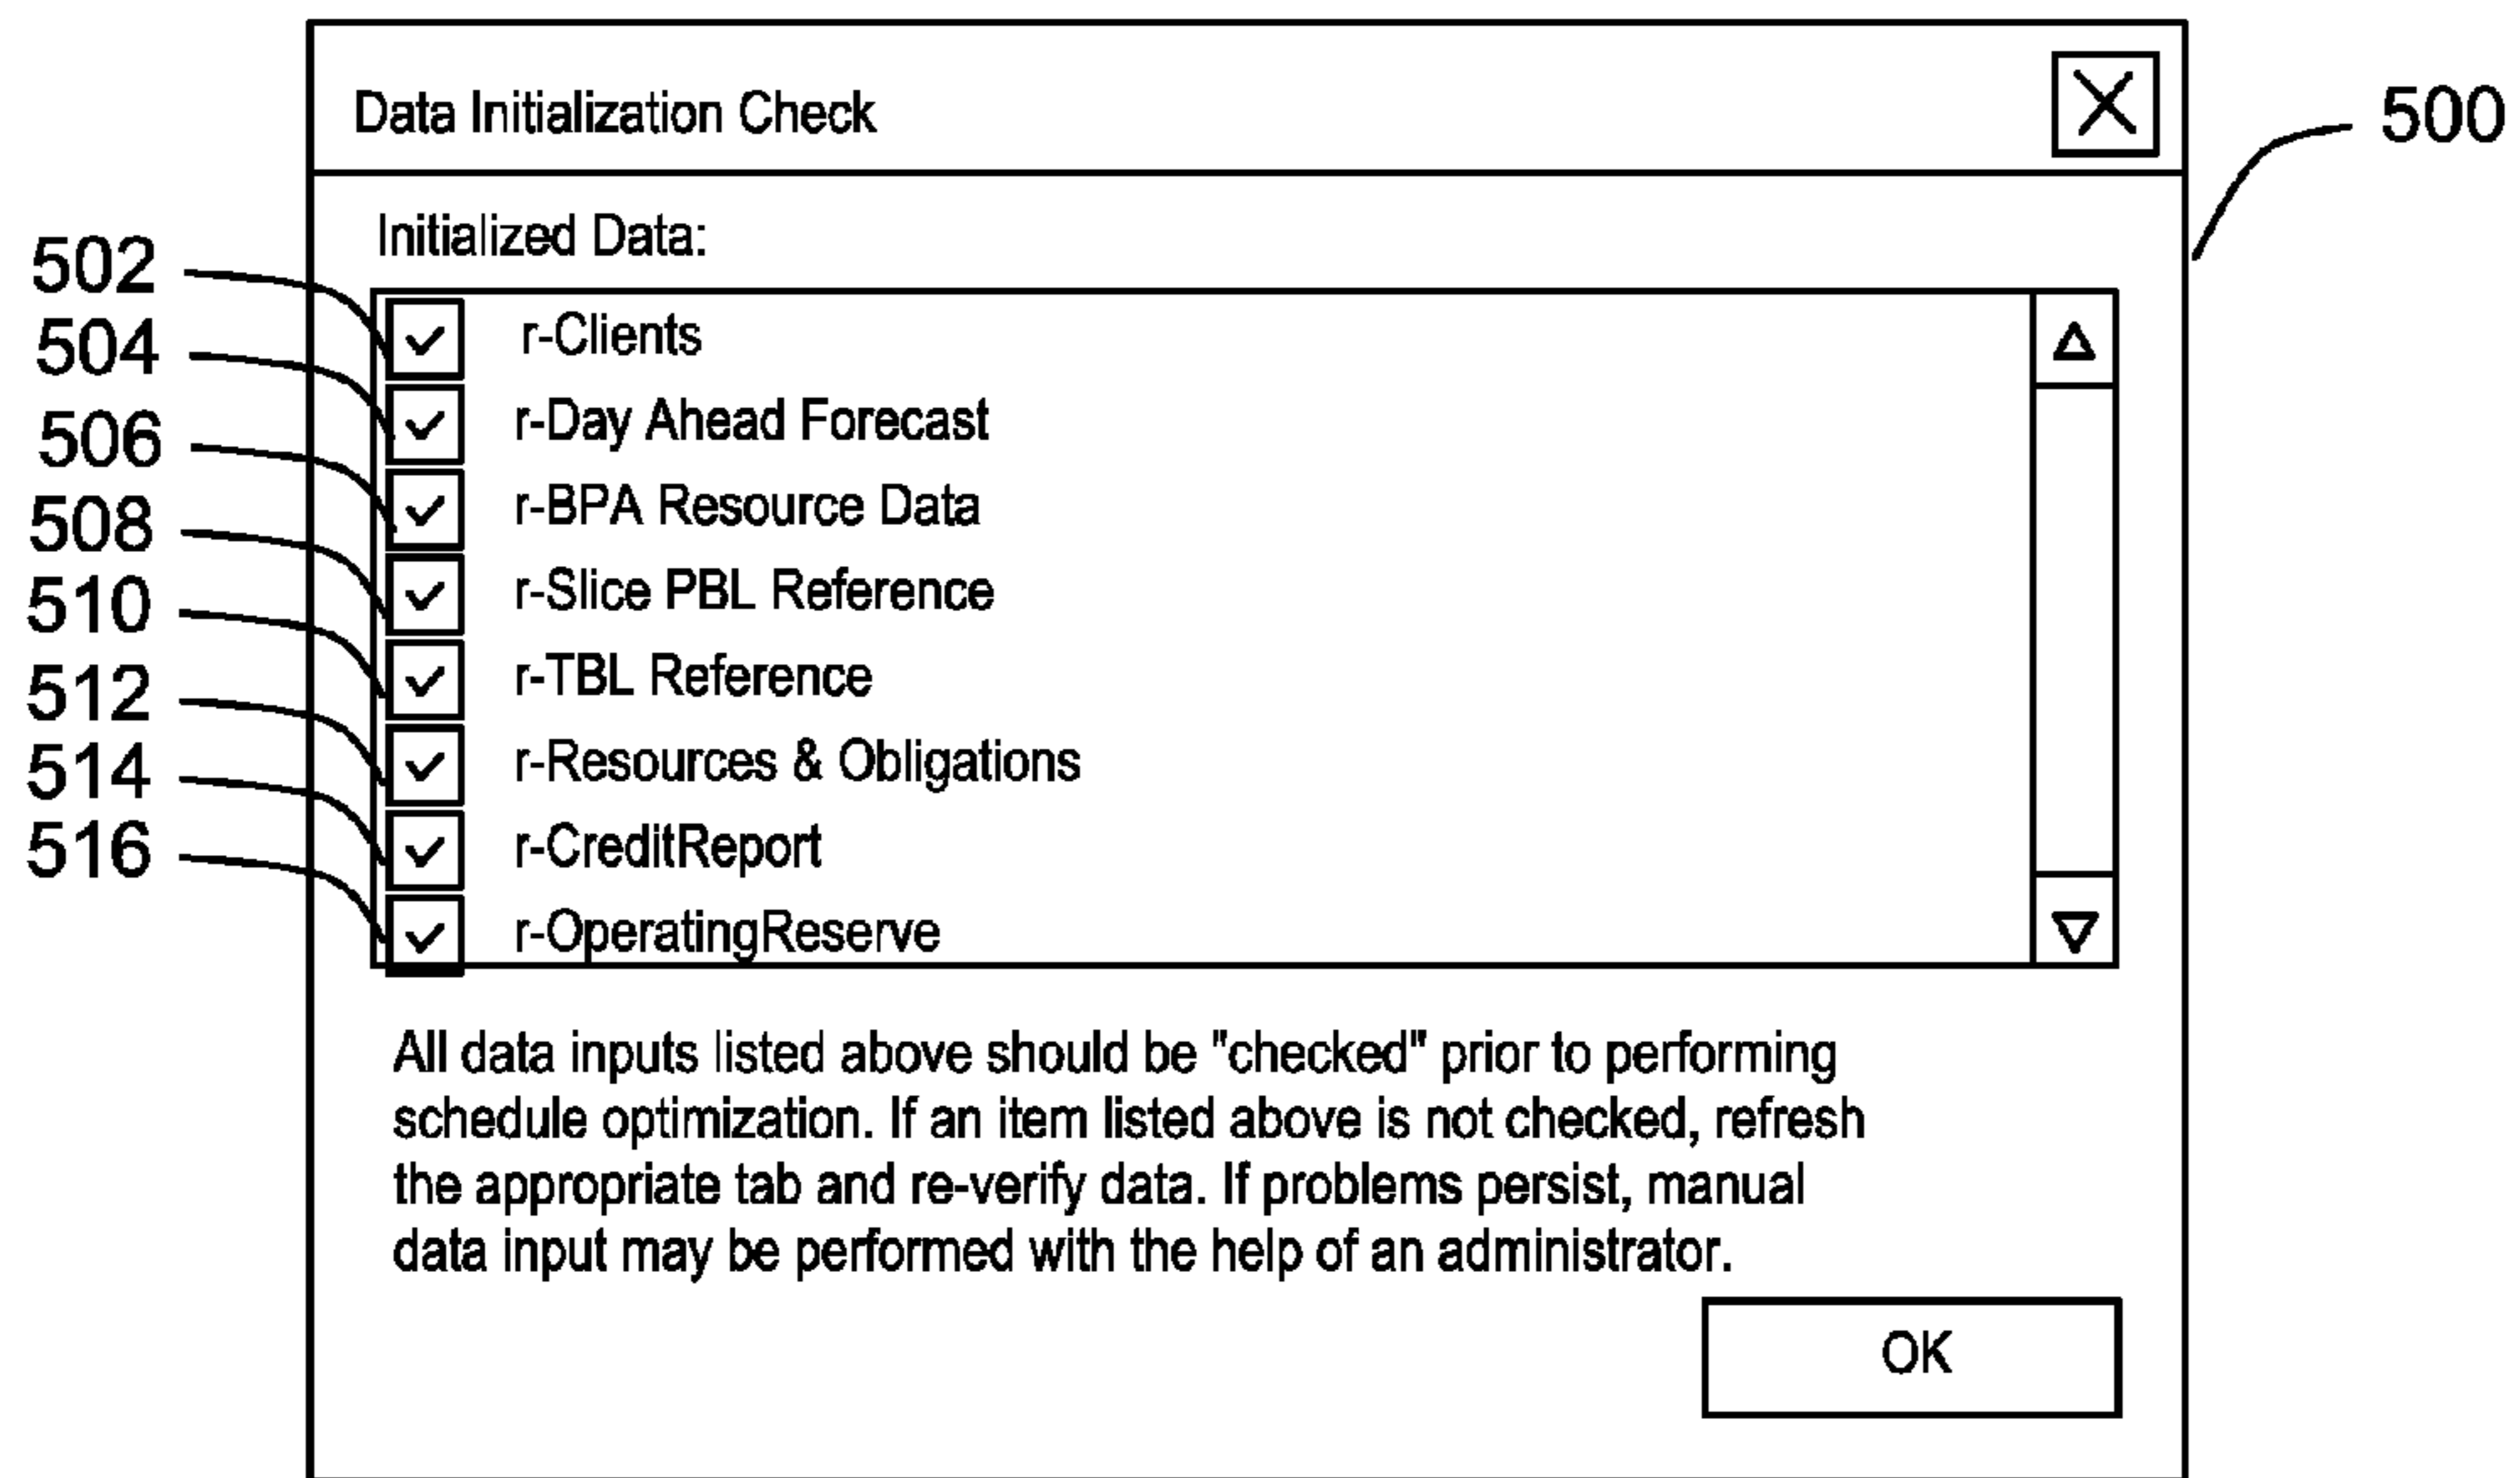 Data Initialization Check
500
Initialized Data:
502
r-Clients
504
r-Day Ahead Forecast
506
r-BPA Resource Data
508
r-Slice PBL Reference
510
r-TBL Reference
512
r-Resources & Obligations
514
r-CreditReport
516
r-OperatingReserve
All data inputs listed above should be "checked" prior to performing
schedule optimization. If an item listed above is not checked, refresh
the appropriate tab and re-verify data. If problems persist, manual
data input may be performed with the help of an administrator.
OK